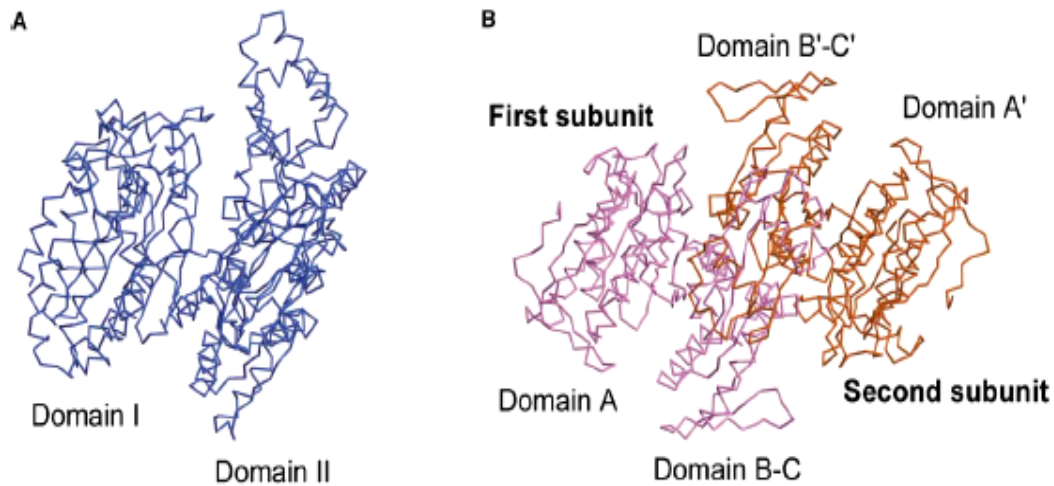 A
Domain I
Domain II
B
Domain B'-C'
First subunit
Domain A'
Domain A
Second subunit
Domain B-C